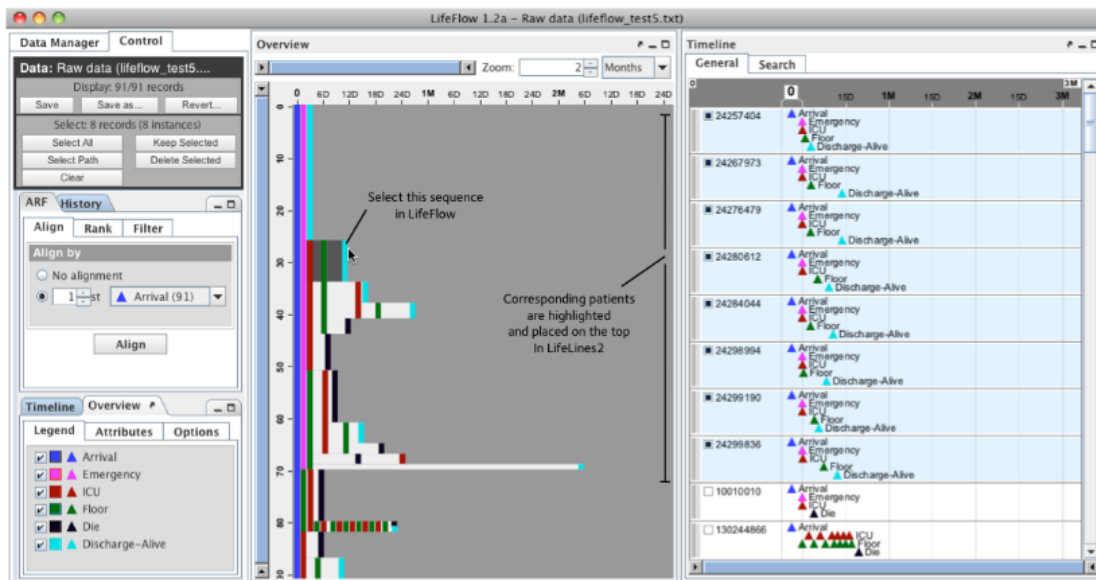 LifeFlow 1.2a - Raw data (lifeflow_test5.txt)
Data Manager Control
Data: Raw data (lifeflow_test5....
Display: 91/91 records
Save Save as... Revert...
Select: 8 records (8 instances)
Select All Keep Selected
Select Path Delete Selected
Clear
ARF History
Align Rank Filter
Align by
No alignment
1 st Arrival (91)
Align
Timeline Overview
Legend Attributes Options
Arrival
Emergency
ICU
Floor
Die
Discharge-Alive
Overview
Zoom: 2 Months
0 6D 12D 18D 24D 1M 6D 12D 18D 24D 2M 6D 12D 18D 24D
0
10
20
30
40
50
60
70
80
90
Select this sequence
in LifeFlow
Corresponding patients
are highlighted
and placed on the top
In LifeLines2
Timeline
General Search
0 3M
0 15D 1M 15D 2M 15D 3M
24257404 Arrival
Emergency
ICU
Floor
Discharge-Alive
24267973 Arrival
Emergency
ICU
Floor
Discharge-Alive
24276479 Arrival
Emergency
ICU
Floor
Discharge-Alive
24280612 Arrival
Emergency
ICU
Floor
Discharge-Alive
24284044 Arrival
Emergency
ICU
Floor
Discharge-Alive
24298994 Arrival
Emergency
ICU
Floor
Discharge-Alive
24299190 Arrival
Emergency
ICU
Floor
Discharge-Alive
24299836 Arrival
Emergency
ICU
Floor
Discharge-Alive
10010010 Arrival
Emergency
ICU
Die
130244866 Arrival
ICU
Floor
Die